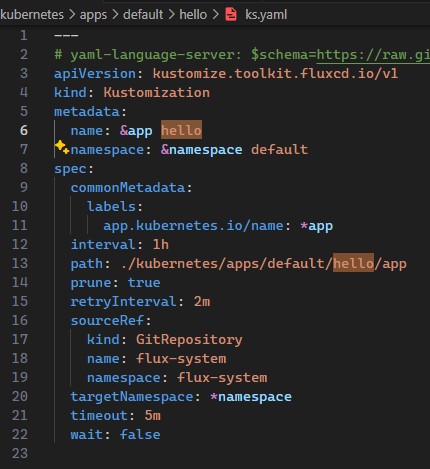 kubernetes > apps > default > hello > ks.yaml
1 ---
2 # yaml-language-server: $schema=https://raw.gi
3 apiVersion: kustomize.toolkit.fluxcd.io/v1
4 kind: Kustomization
5 metadata:
6   name: &app hello
7   namespace: &namespace default
8 spec:
9   commonMetadata:
10     labels:
11       app.kubernetes.io/name: *app
12   interval: 1h
13   path: ./kubernetes/apps/default/hello/app
14   prune: true
15   retryInterval: 2m
16   sourceRef:
17     kind: GitRepository
18     name: flux-system
19     namespace: flux-system
20   targetNamespace: *namespace
21   timeout: 5m
22   wait: false
23